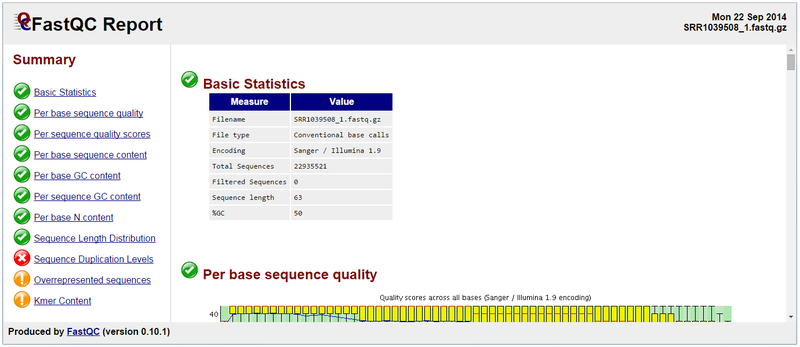 FastQC Report
Mon 22 Sep 2014
SRR1039508_1.fastq.gz
Summary
Basic Statistics
Per base sequence quality
Per sequence quality scores
Per base sequence content
Per base GC content
Per sequence GC content
Per base N content
Sequence Length Distribution
Sequence Duplication Levels
Overrepresented sequences
Kmer Content
Basic Statistics
Measure Value
Filename SRR1039508_1.fastq.gz
File type Conventional base calls
Encoding Sanger / Illumina 1.9
Total Sequences 22935521
Filtered Sequences 0
Sequence length 63
%GC 50
Per base sequence quality
Quality scores across all bases (Sanger / Illumina 1.9 encoding)
40
Produced by FastQC (version 0.10.1)